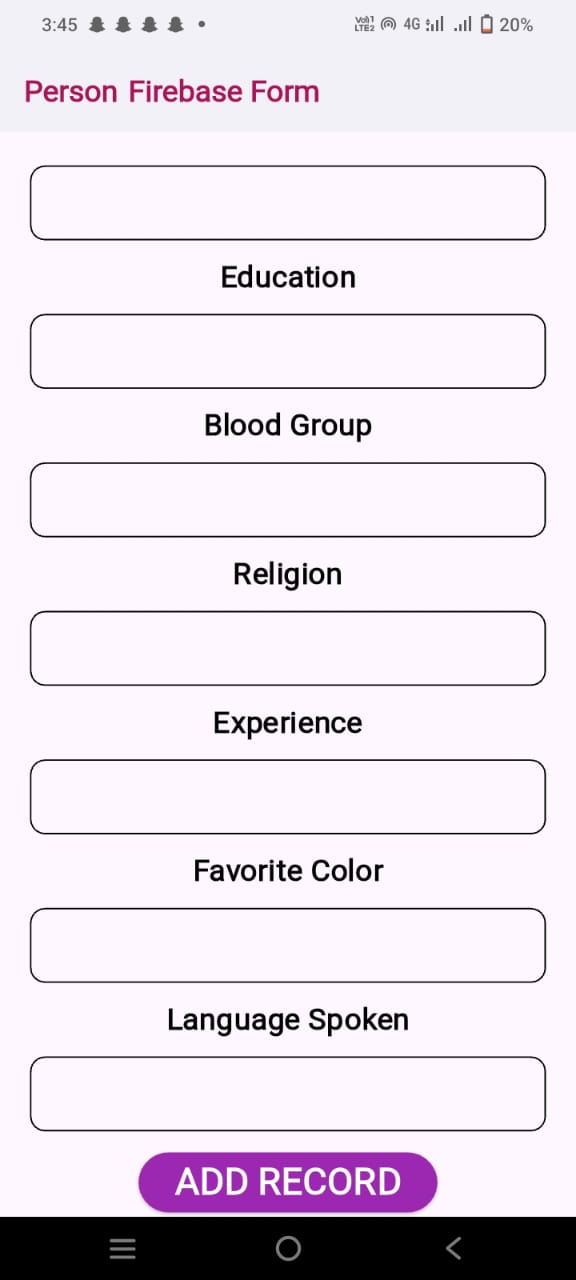 3:45 Vo)) 1 LTE2 4G 20%
Person Firebase Form
Education
Blood Group
Religion
Experience
Favorite Color
Language Spoken
ADD RECORD